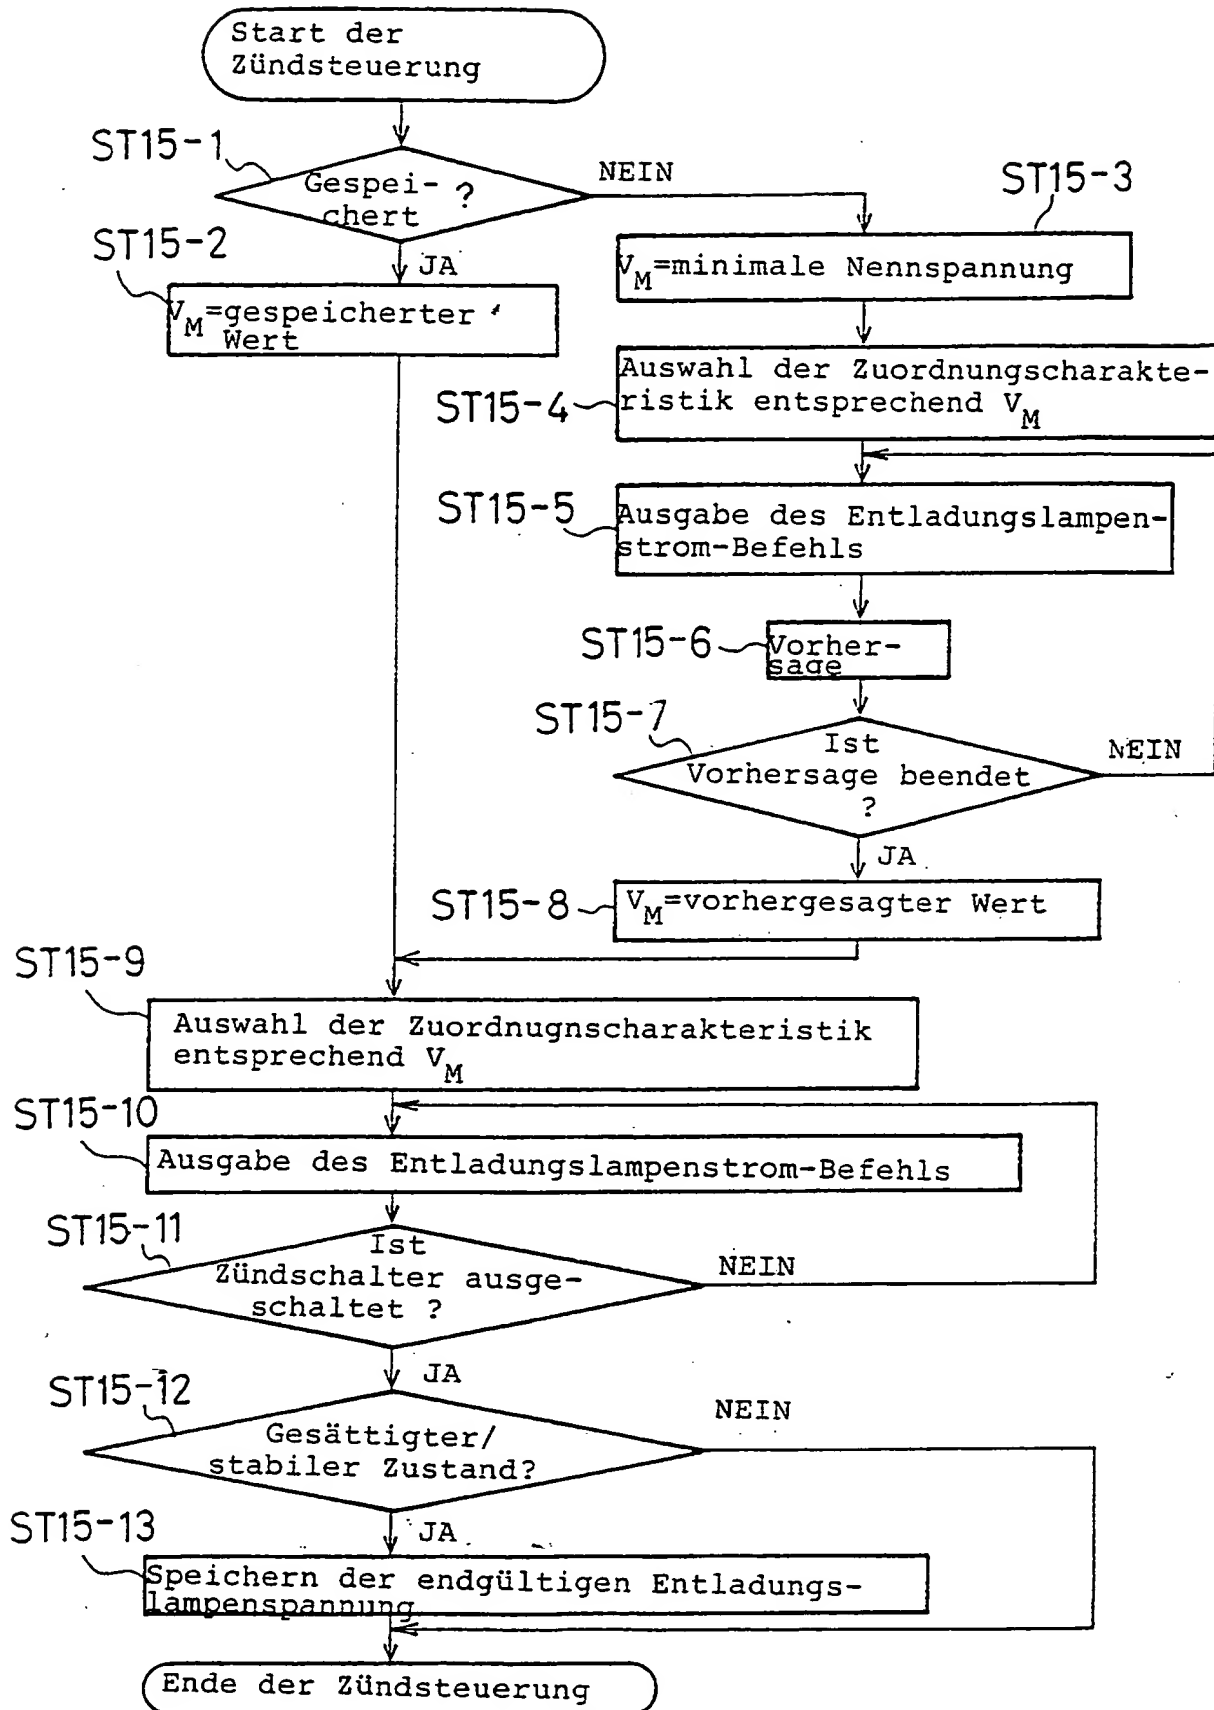 Start der
Zündsteuerung
ST15-1
Gespei-
chert ?
NEIN
JA
ST15-2
V_M=gespeicherter
Wert
ST15-3
V_M=minimale Nennspannung
ST15-4
Auswahl der Zuordnungscharakte-
ristik entsprechend V_M
ST15-5
Ausgabe des Entladungslampen-
strom-Befehls
ST15-6
Vorher-
sage
ST15-7
Ist
Vorhersage beendet
?
NEIN
JA
ST15-8
V_M=vorhergesagter Wert
ST15-9
Auswahl der Zuordnugnscharakteristik
entsprechend V_M
ST15-10
Ausgabe des Entladungslampenstrom-Befehls
ST15-11
Ist
Zündschalter ausge-
schaltet ?
NEIN
JA
ST15-12
Gesättigter/
stabiler Zustand?
NEIN
JA
ST15-13
Speichern der endgültigen Entladungs-
lampenspannung
Ende der Zündsteuerung